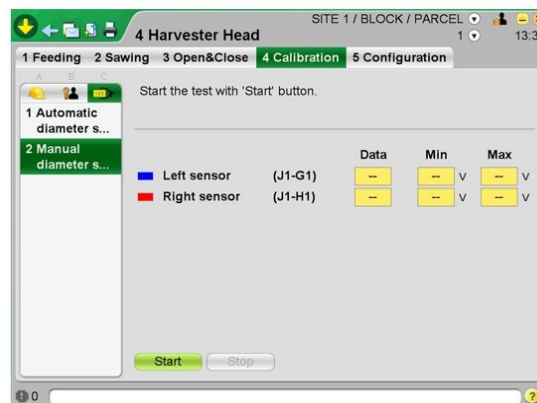 SITE 1 / BLOCK / PARCEL
4 Harvester Head
1
13:3
1 Feeding 2 Sawing 3 Open&Close 4 Calibration 5 Configuration
A B C
Start the test with 'Start' button.
1 Automatic
diameter s...
2 Manual
diameter s...
Data Min Max
Left sensor (J1-G1) -- -- V -- V
Right sensor (J1-H1) -- -- V -- V
Start Stop
0 ?